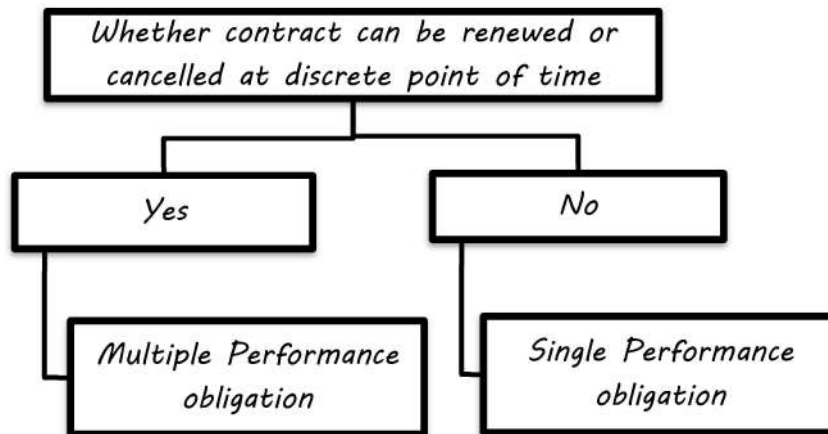 Whether contract can be renewed or
cancelled at discrete point of time
Yes
No
Multiple Performance
obligation
Single Performance
obligation